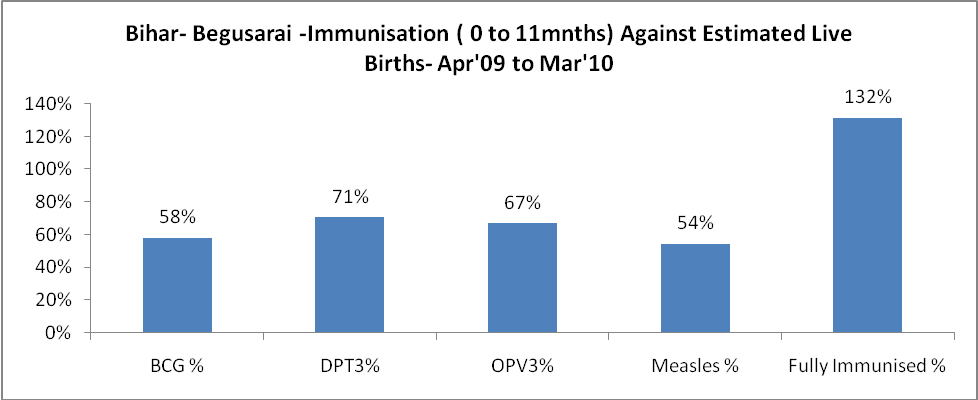 Bihar- Begusarai -Immunisation ( 0 to 11mnths) Against Estimated Live
Births- Apr'09 to Mar'10
140%
120%
100%
80%
60%
40%
20%
0%
58%
71%
67%
54%
132%
BCG %
DPT3%
OPV3%
Measles %
Fully Immunised %